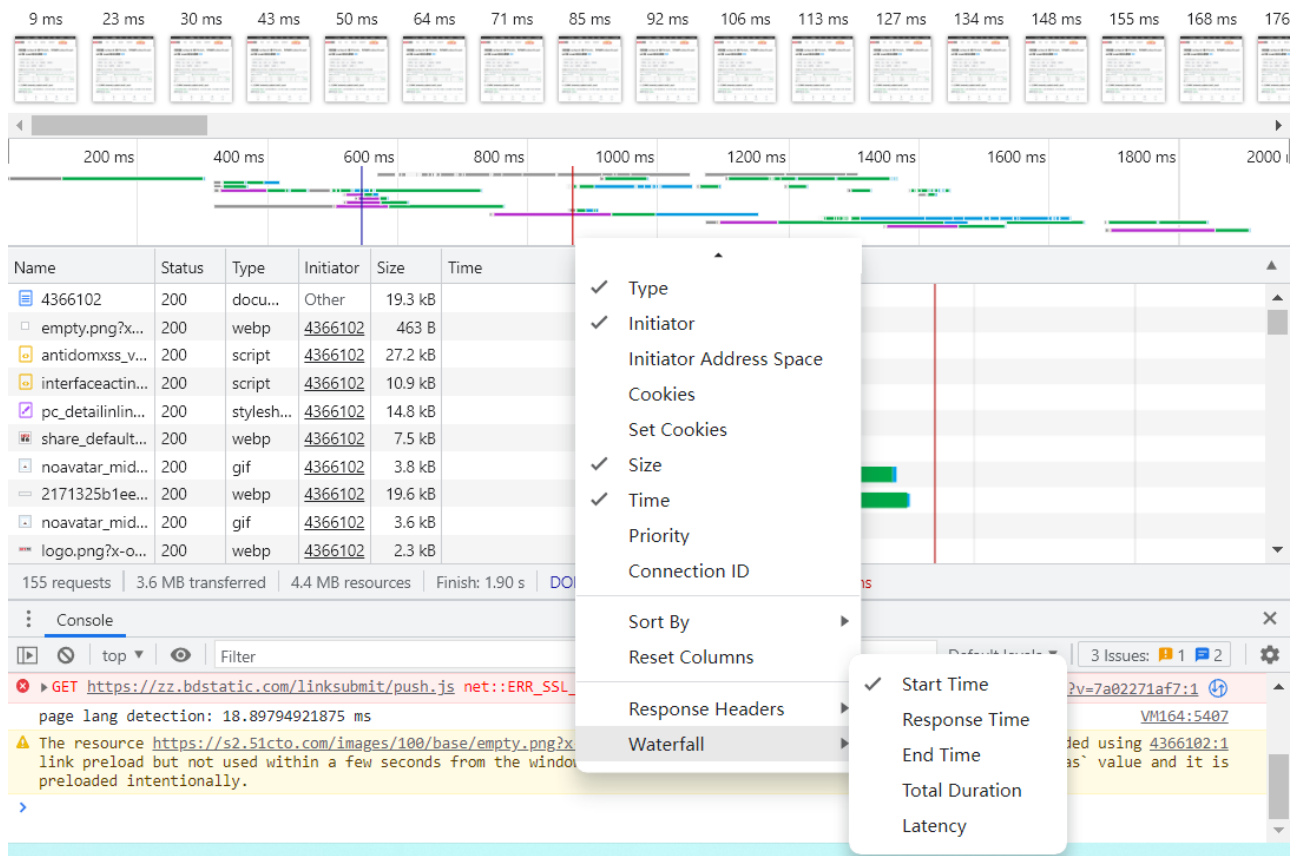 9 ms 23 ms 30 ms 43 ms 50 ms 64 ms 71 ms 85 ms 92 ms 106 ms 113 ms 127 ms 134 ms 148 ms 155 ms 168 ms 176
200 ms 400 ms 600 ms 800 ms 1000 ms 1200 ms 1400 ms 1600 ms 1800 ms 2000
Name Status Type Initiator Size Time
4366102 200 docu... Other 19.3 kB
empty.png?x... 200 webp 4366102 463 B
antidomxss_v... 200 script 4366102 27.2 kB
interfaceactin... 200 script 4366102 10.9 kB
pc_detailinlin... 200 stylesh... 4366102 14.8 kB
share_default... 200 webp 4366102 7.5 kB
noavatar_mid... 200 gif 4366102 3.8 kB
2171325b1ee... 200 webp 4366102 19.6 kB
noavatar_mid... 200 gif 4366102 3.6 kB
logo.png?x-o... 200 webp 4366102 2.3 kB
Type
Initiator
Initiator Address Space
Cookies
Set Cookies
Size
Time
Priority
Connection ID
Sort By
Reset Columns
Response Headers
Waterfall
Start Time
Response Time
End Time
Total Duration
Latency
155 requests 3.6 MB transferred 4.4 MB resources Finish: 1.90 s
Console
top Filter 3 Issues: 1 2
GET https://zz.bdstatic.com/linksubmit/push.js net::ERR_SSL_ ?v=7a02271af7:1
page lang detection: 18.89794921875 ms VM164:5407
The resource https://s2.51cto.com/images/100/base/empty.png?x using 4366102:1
link preload but not used within a few seconds from the as` value and it is
preloaded intentionally.